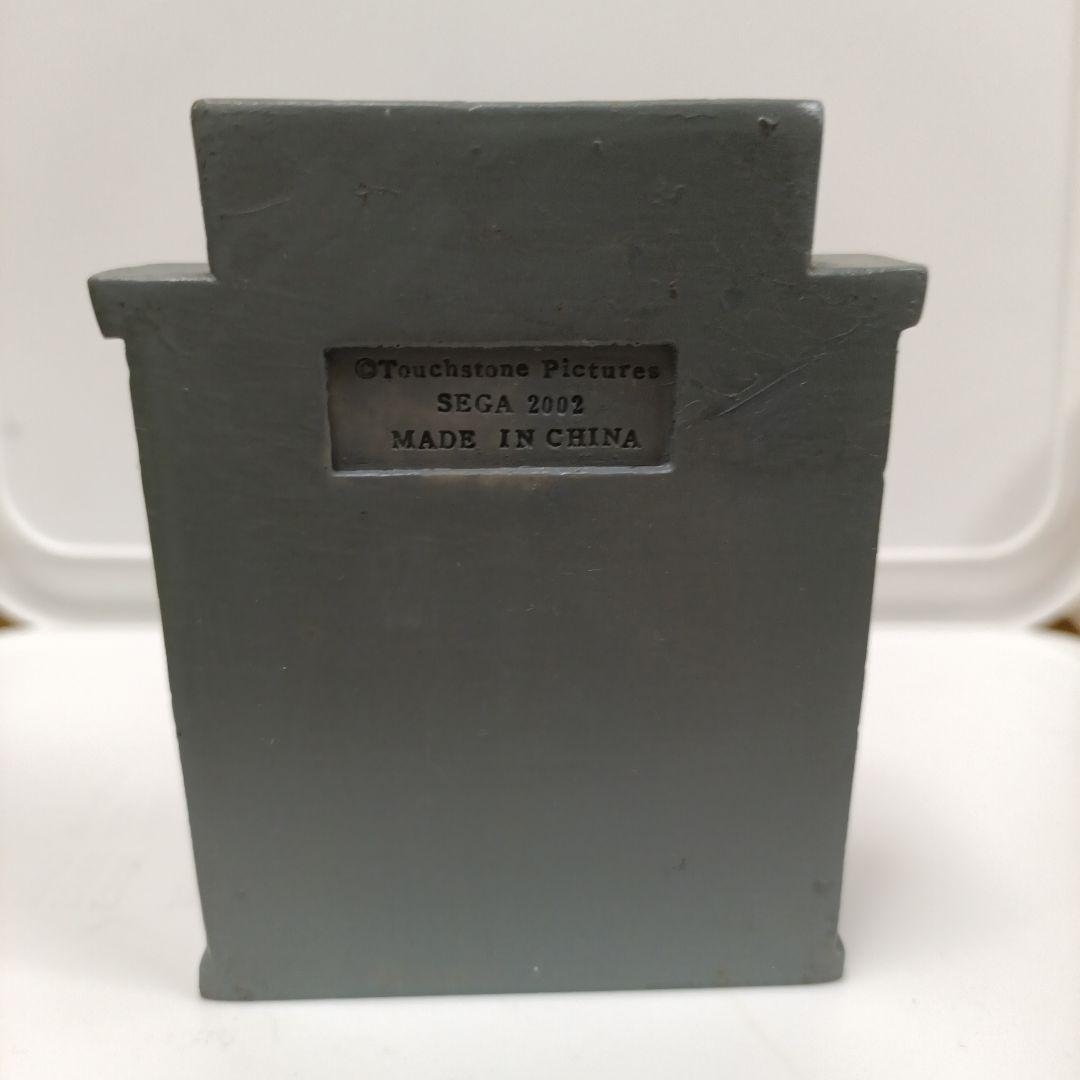 ©Touchstone Pictures
SEGA 2002
MADE IN CHINA